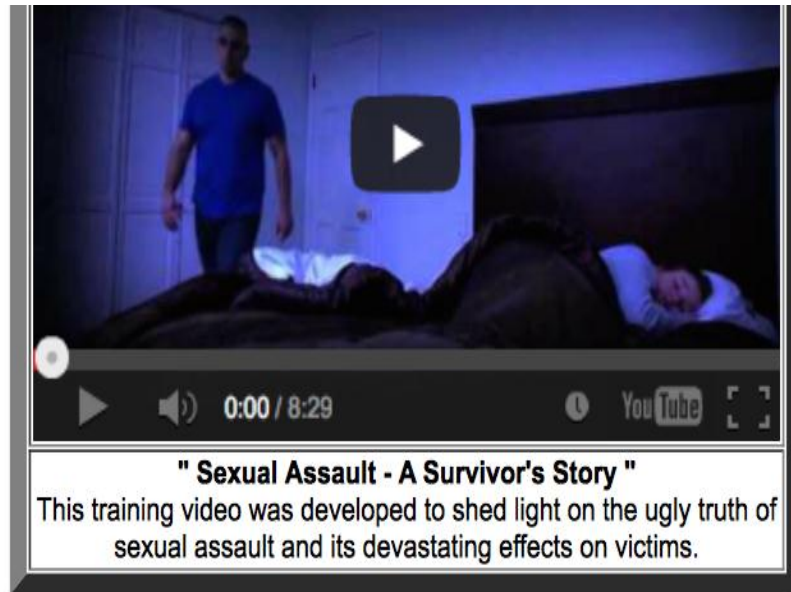 0:00 / 8:29 YouTube
" Sexual Assault - A Survivor's Story "
This training video was developed to shed light on the ugly truth of
sexual assault and its devastating effects on victims.